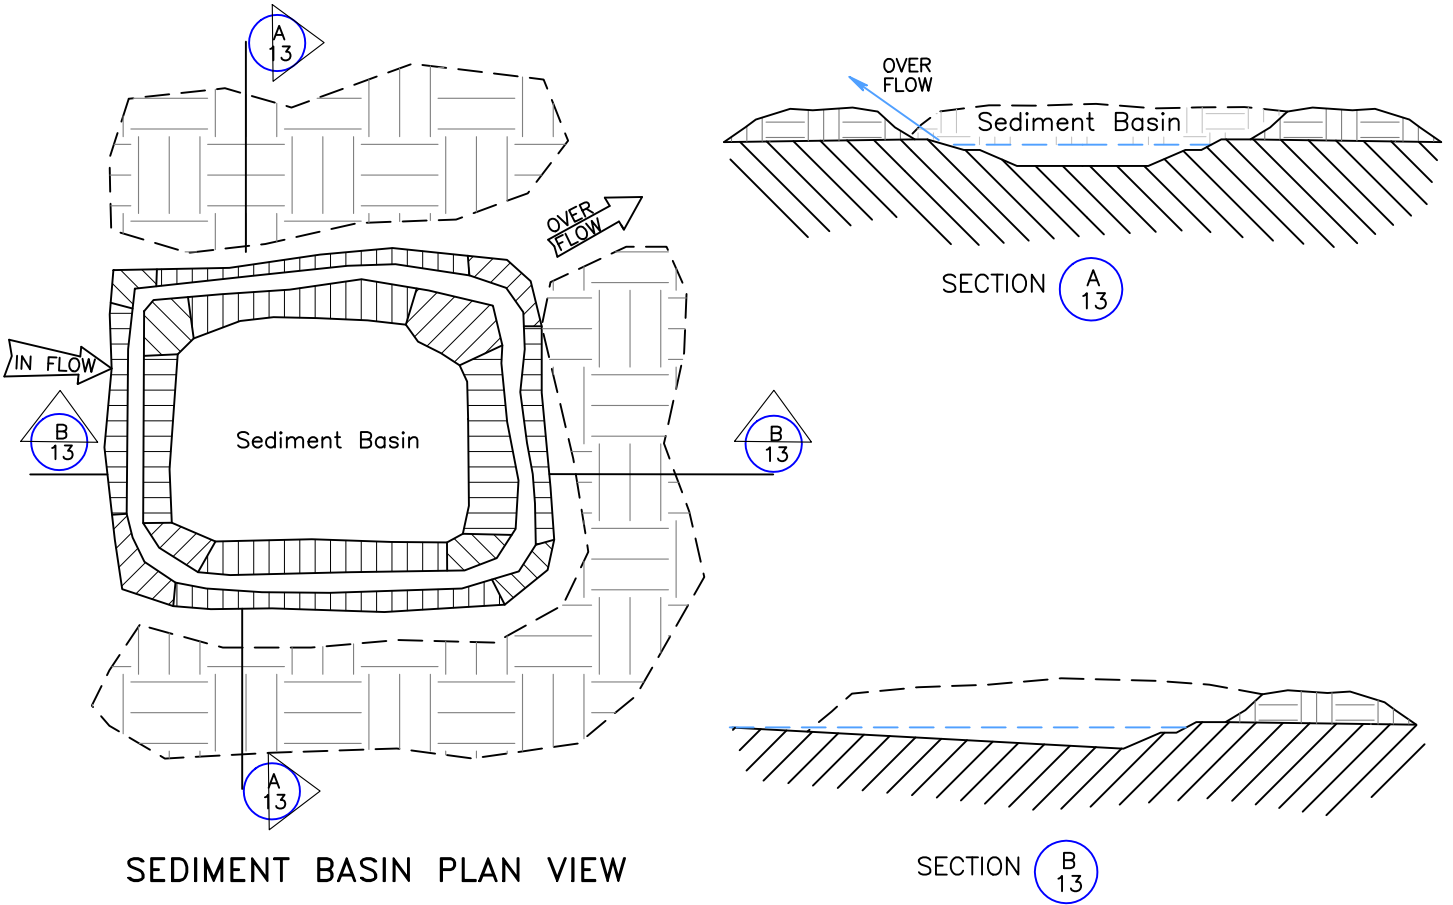 A
13
OVER
FLOW
IN FLOW
B
13
Sediment Basin
B
13
A
13
SEDIMENT BASIN PLAN VIEW
OVER
FLOW
Sediment Basin
SECTION A
13
SECTION B
13